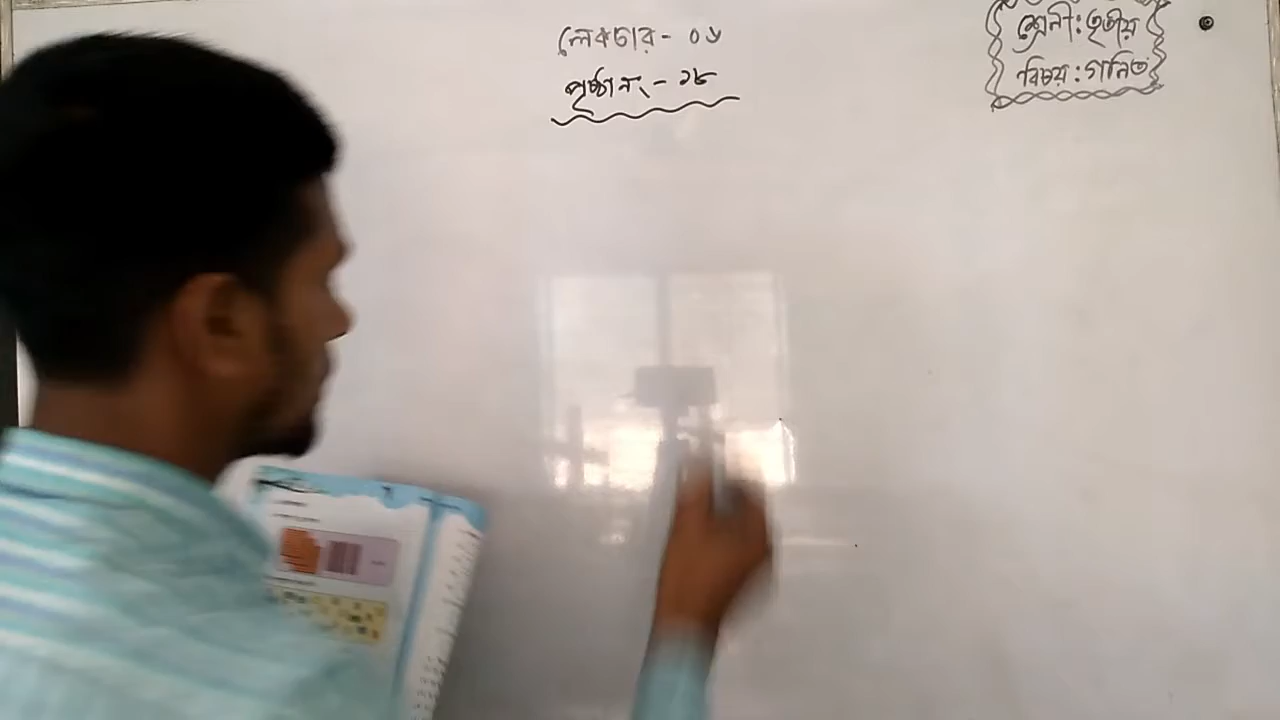 লেকচার- ০৬
পৃষ্ঠানং- ১৮
শ্রেনী: তৃতীয়
বিষয়: গনিত